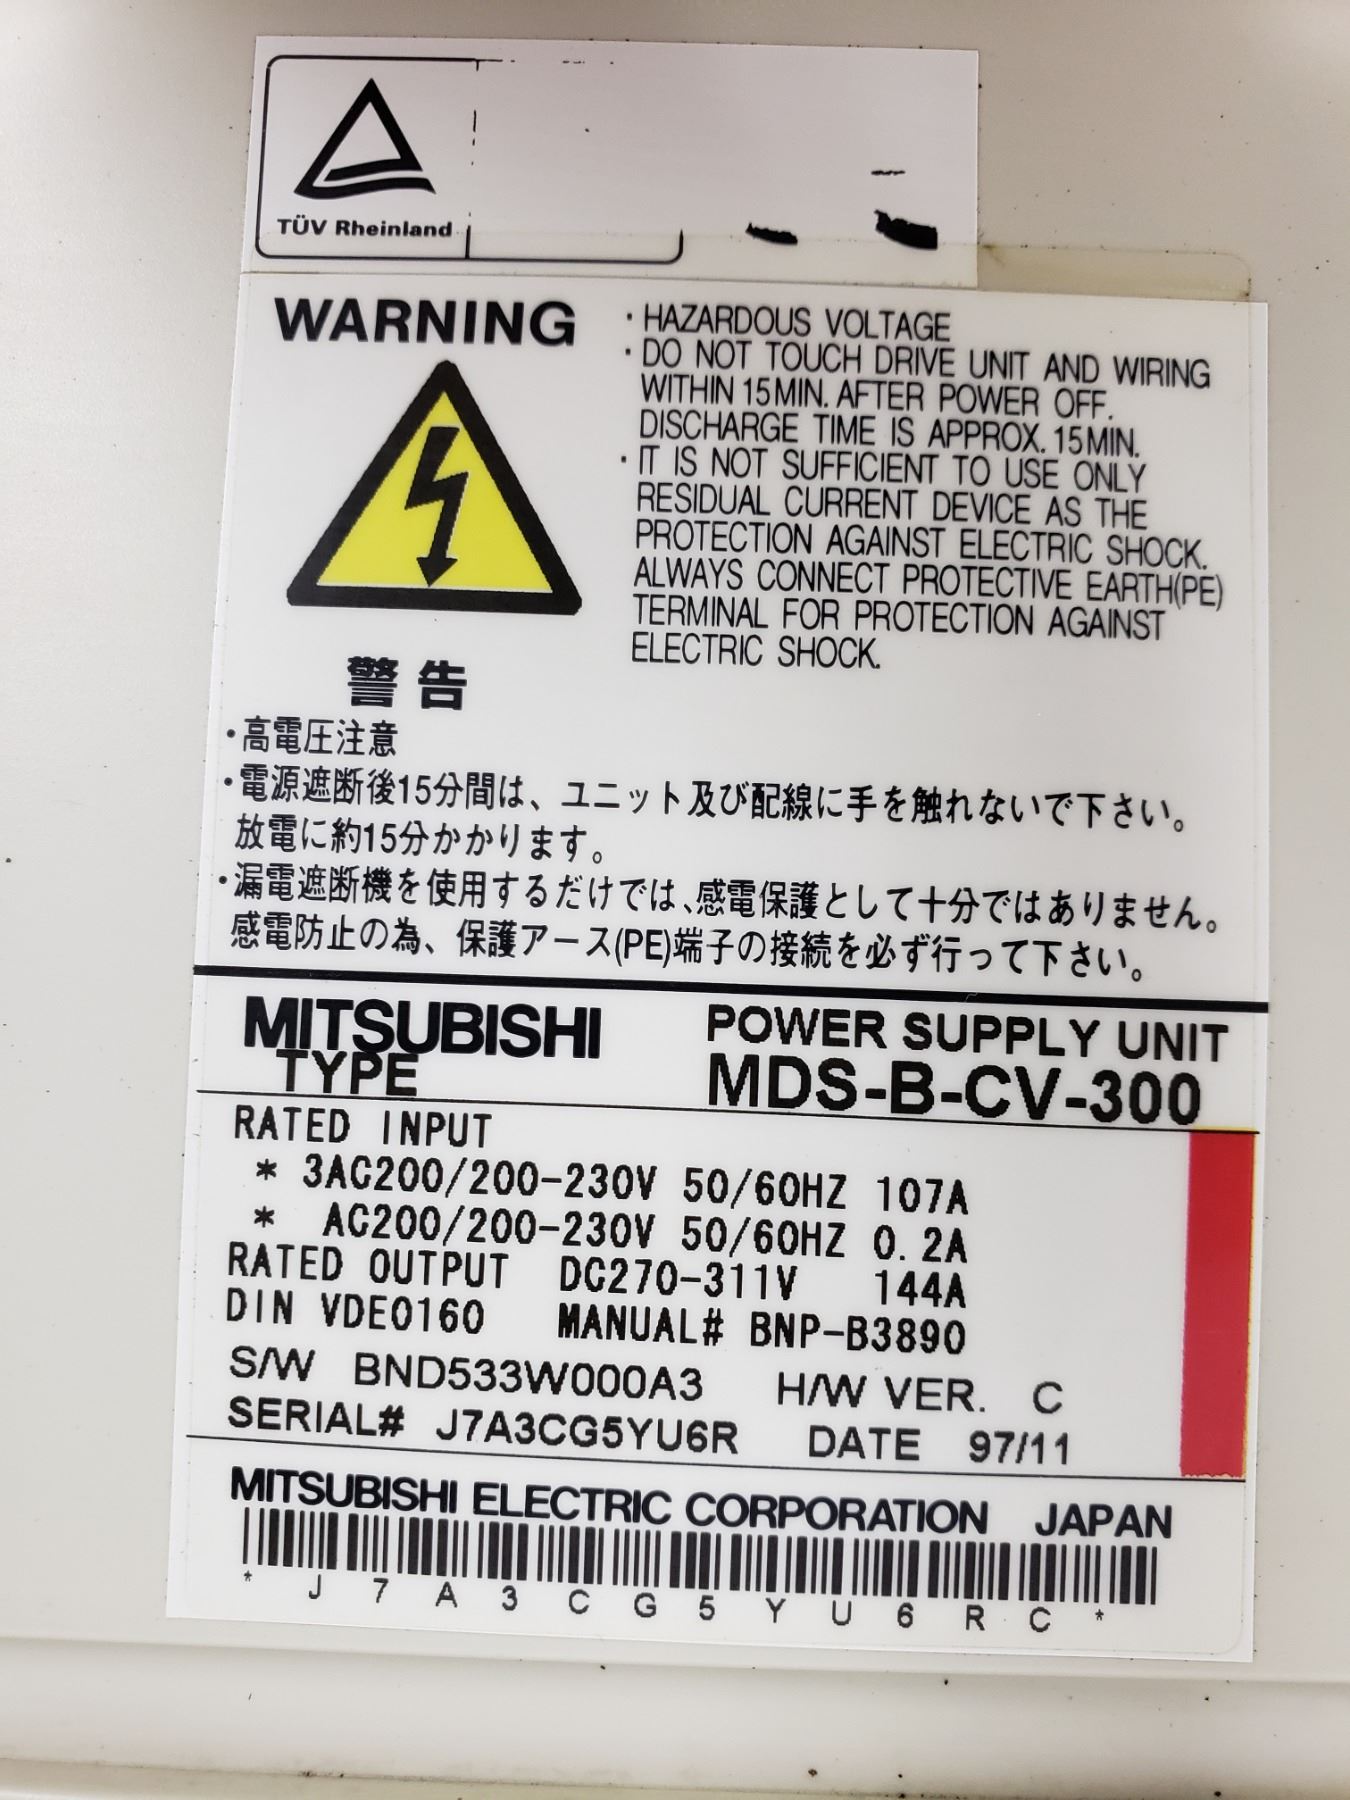 TÜV Rheinland
WARNING
・HAZARDOUS VOLTAGE
・DO NOT TOUCH DRIVE UNIT AND WIRING
WITHIN 15MIN. AFTER POWER OFF.
DISCHARGE TIME IS APPROX. 15MIN.
・IT IS NOT SUFFICIENT TO USE ONLY
RESIDUAL CURRENT DEVICE AS THE
PROTECTION AGAINST ELECTRIC SHOCK.
ALWAYS CONNECT PROTECTIVE EARTH(PE)
TERMINAL FOR PROTECTION AGAINST
ELECTRIC SHOCK.
警告
・高電圧注意
・電源遮断後15分間は、ユニット及び配線に手を触れないで下さい。
放電に約15分かかります。
・漏電遮断機を使用するだけでは、感電保護として十分ではありません。
感電防止の為、保護アース(PE)端子の接続を必ず行って下さい。
MITSUBISHI POWER SUPPLY UNIT
TYPE MDS-B-CV-300
RATED INPUT
* 3AC200/200-230V 50/60HZ 107A
* AC200/200-230V 50/60HZ 0.2A
RATED OUTPUT DC270-311V 144A
DIN VDE0160 MANUAL# BNP-B3890
S/W BND533W000A3 H/W VER. C
SERIAL# J7A3CG5YU6R DATE 97/11
MITSUBISHI ELECTRIC CORPORATION JAPAN
* J 7 A 3 C G 5 Y U 6 R C *